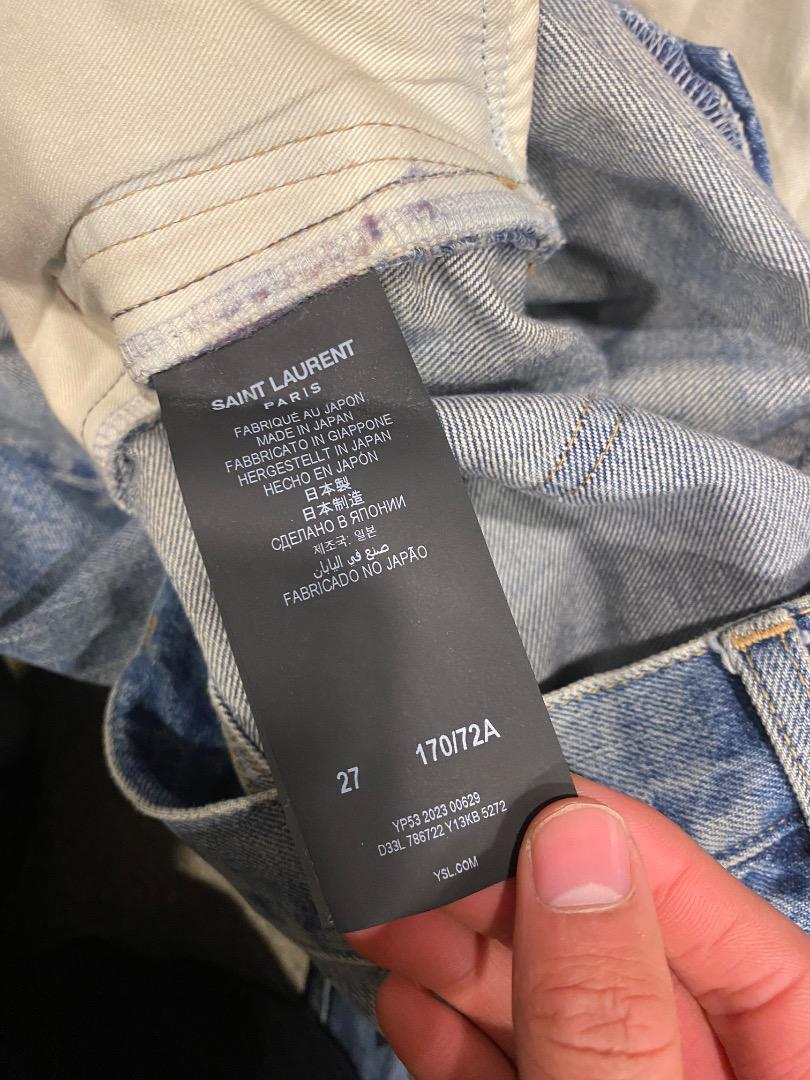 SAINT LAURENT
PARIS
FABRIQUÉ AU JAPON
MADE IN JAPAN
FABBRICATO IN GIAPPONE
HERGESTELLT IN JAPAN
HECHO EN JAPÓN
日本製
日本制造
СДЕЛАНО В ЯПОНИИ
제조국: 일본
صنع في اليابان
FABRICADO NO JAPÃO
27 170/72A
YP53 2023 00629
D33L 786722 Y13KB 5272
YSL.COM